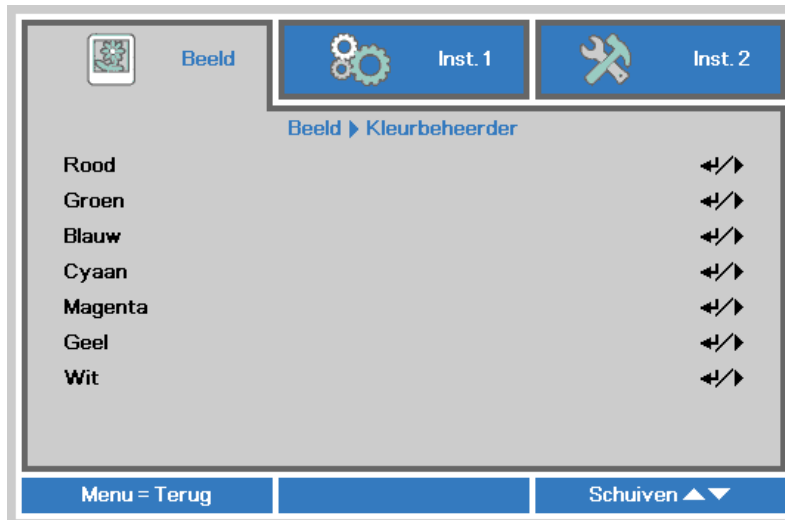 Beeld
Inst. 1
Inst. 2
Beeld ▶ Kleurbeheerder
Rood ↵/▶
Groen ↵/▶
Blauw ↵/▶
Cyaan ↵/▶
Magenta ↵/▶
Geel ↵/▶
Wit ↵/▶
Menu = Terug
Schuiven ▲▼